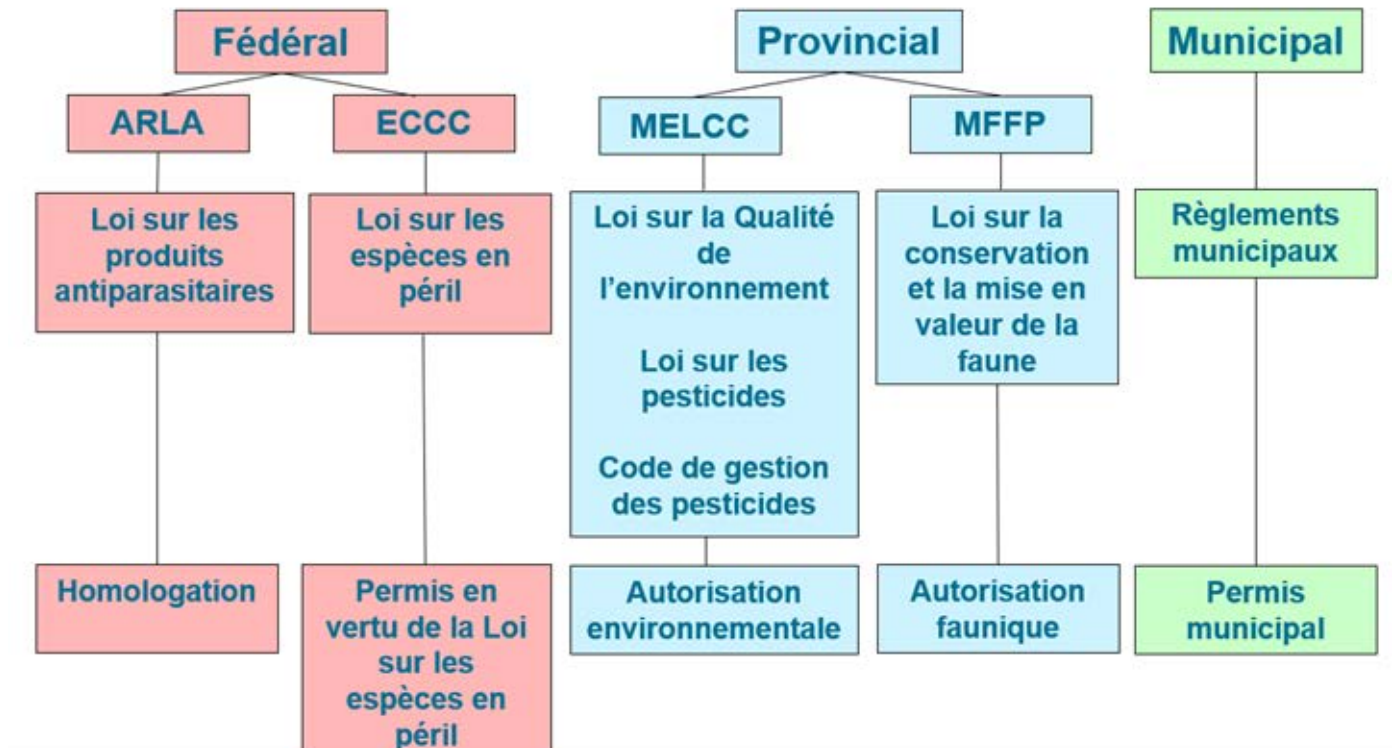 Fédéral
Provincial
Municipal
ARLA
ECCC
MELCC
MFFP
Loi sur les
produits
antiparasitaires
Loi sur les
espèces en
péril
Loi sur la Qualité
de
l'environnement
Loi sur les
pesticides
Code de gestion
des pesticides
Loi sur la
conservation
et la mise en
valeur de la
faune
Règlements
municipaux
Homologation
Permis en
vertu de la Loi
sur les
espèces en
péril
Autorisation
environnementale
Autorisation
faunique
Permis
municipal